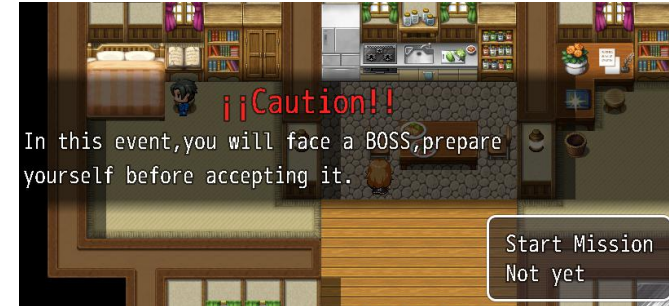 ¡¡Caution!!
In this event,you will face a BOSS,prepare
yourself before accepting it.
Start Mission
Not yet